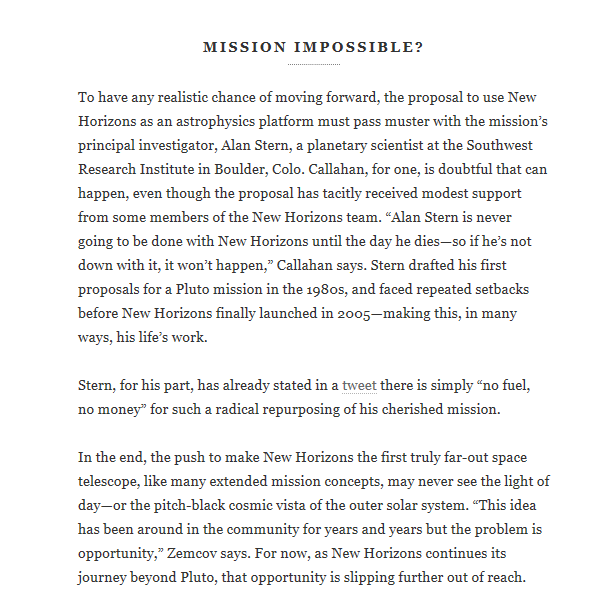 MISSION IMPOSSIBLE?
To have any realistic chance of moving forward, the proposal to use New
Horizons as an astrophysics platform must pass muster with the mission’s
principal investigator, Alan Stern, a planetary scientist at the Southwest
Research Institute in Boulder, Colo. Callahan, for one, is doubtful that can
happen, even though the proposal has tacitly received modest support
from some members of the New Horizons team. “Alan Stern is never
going to be done with New Horizons until the day he dies—so if he’s not
down with it, it won’t happen,” Callahan says. Stern drafted his first
proposals for a Pluto mission in the 1980s, and faced repeated setbacks
before New Horizons finally launched in 2005—making this, in many
ways, his life’s work.
Stern, for his part, has already stated in a tweet there is simply “no fuel,
no money” for such a radical repurposing of his cherished mission.
In the end, the push to make New Horizons the first truly far-out space
telescope, like many extended mission concepts, may never see the light of
day—or the pitch-black cosmic vista of the outer solar system. “This idea
has been around in the community for years and years but the problem is
opportunity,” Zemcov says. For now, as New Horizons continues its
journey beyond Pluto, that opportunity is slipping further out of reach.